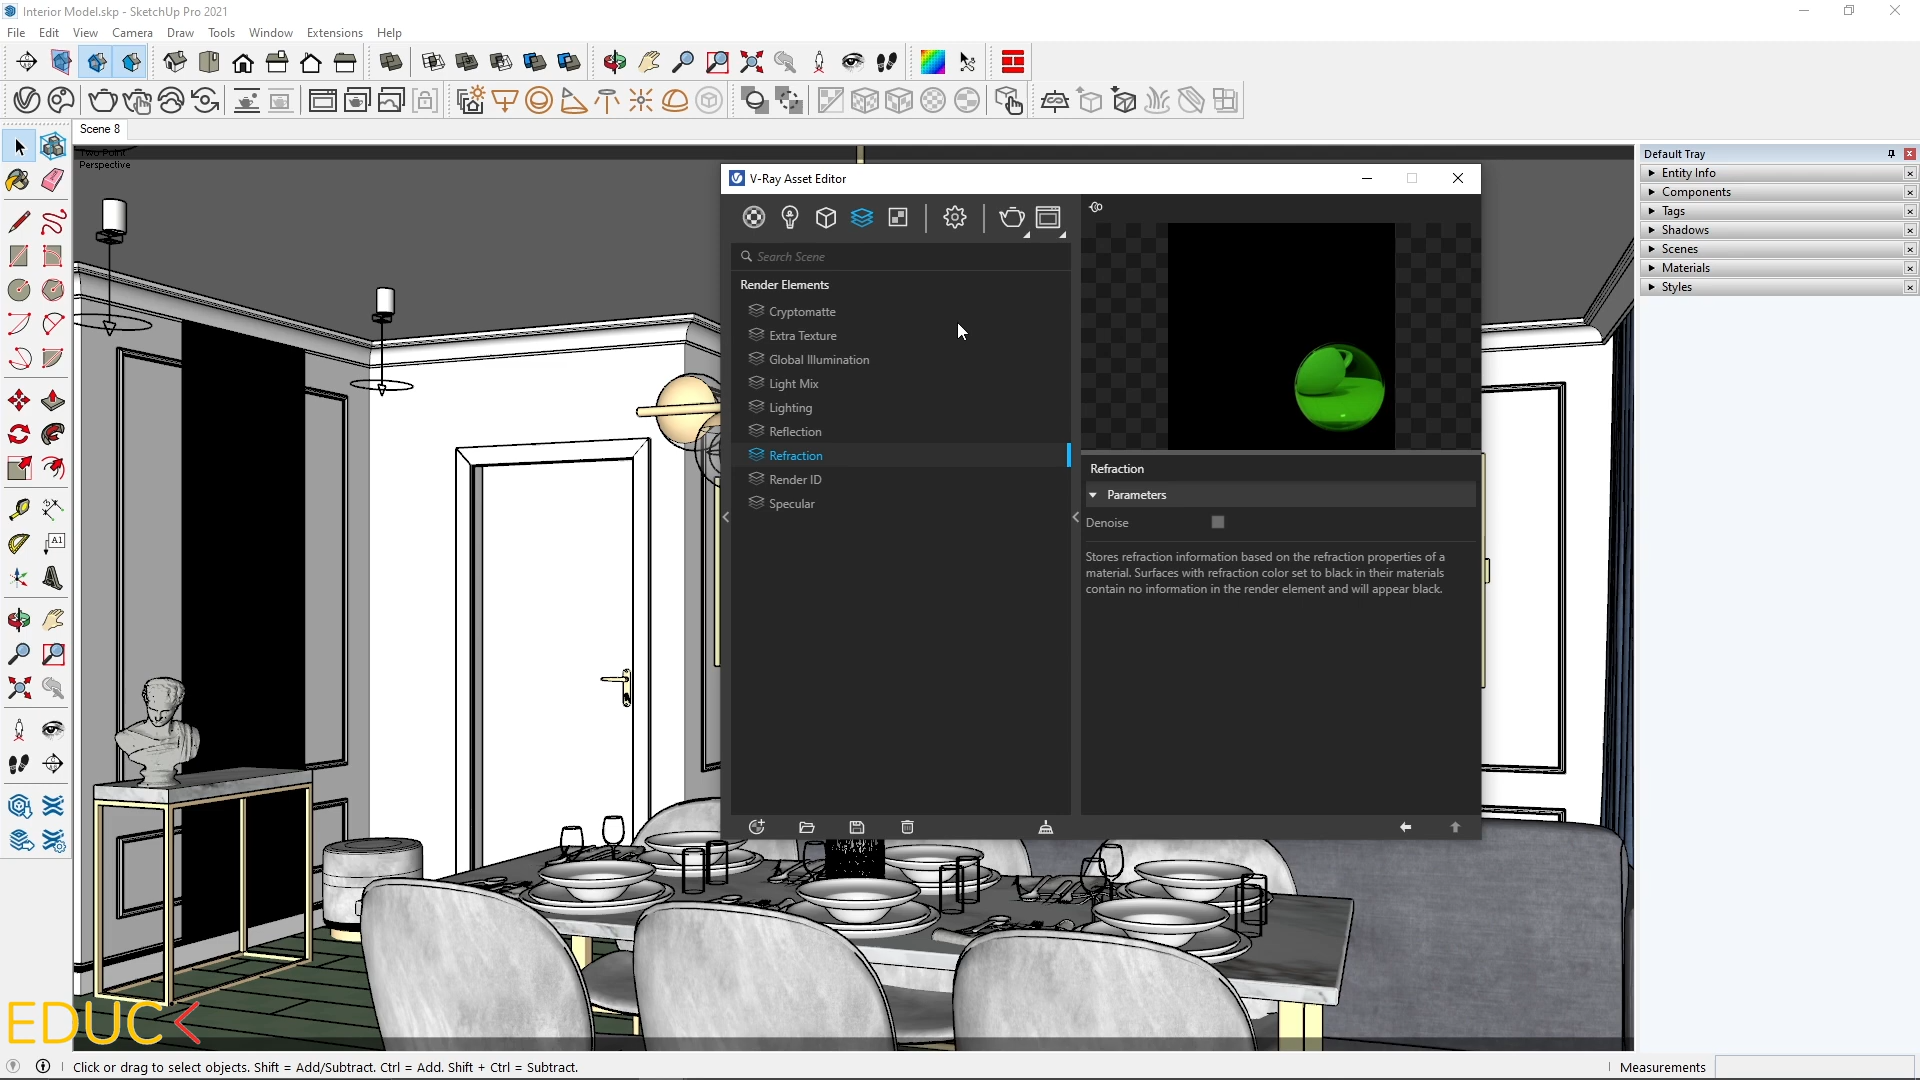 Interior Model.skp - SketchUp Pro 2021
File Edit View Camera Draw Tools Window Extensions Help
Scene 8
Two Point
Perspective
Default Tray
Entity Info
Components
Tags
Shadows
Scenes
Materials
Styles
V-Ray Asset Editor
Search Scene
Render Elements
Cryptomatte
Extra Texture
Global Illumination
Light Mix
Lighting
Reflection
Refraction
Render ID
Specular
Refraction
Parameters
Denoise
Stores refraction information based on the refraction properties of a
material. Surfaces with refraction color set to black in their materials
contain no information in the render element and will appear black.
A1
EDUC
Click or drag to select objects. Shift = Add/Subtract. Ctrl = Add. Shift + Ctrl = Subtract.
Measurements